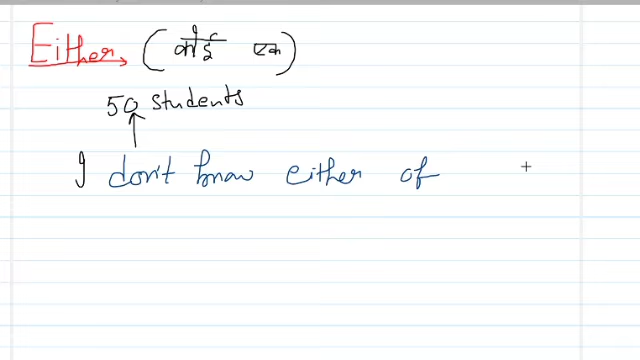 Either, (कोई एक)
50 students
I don't know either of